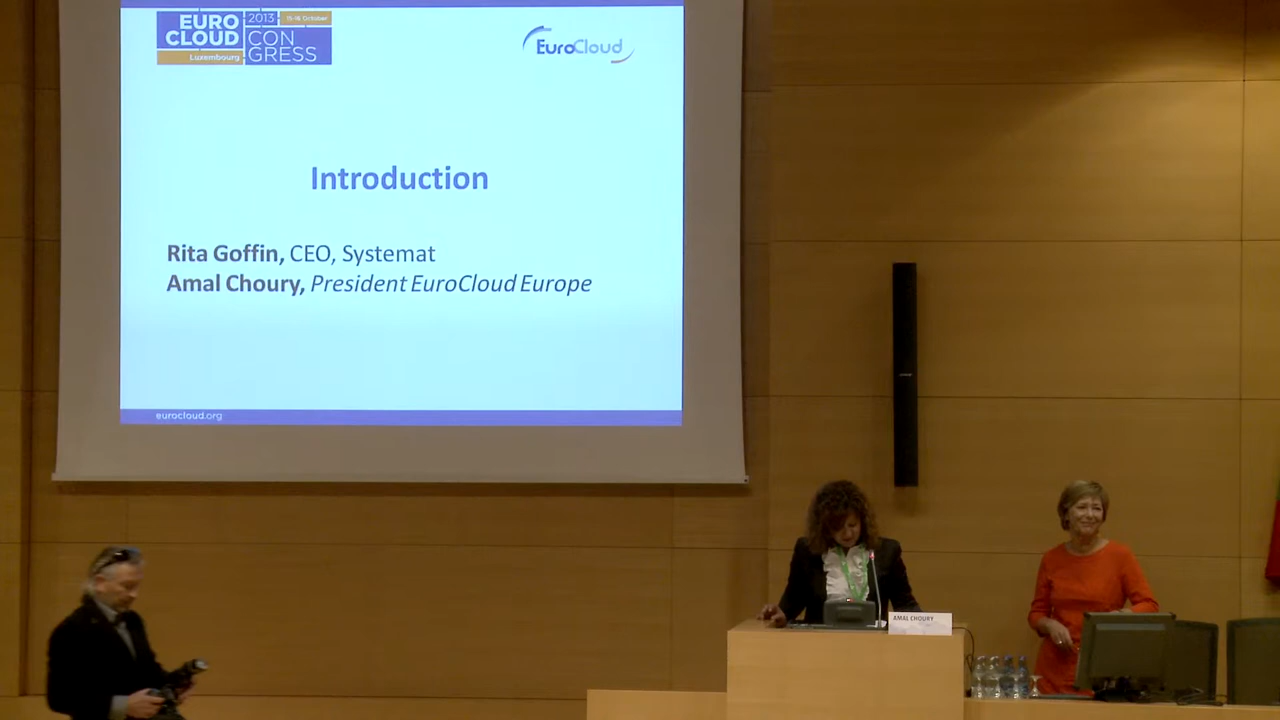 EURO CLOUD
Luxembourg
2013
15-16 October
CON
GRESS
EuroCloud
Introduction
Rita Goffin, CEO, Systemat
Amal Choury, President EuroCloud Europe
eurocloud.org
AMAL CHOURY